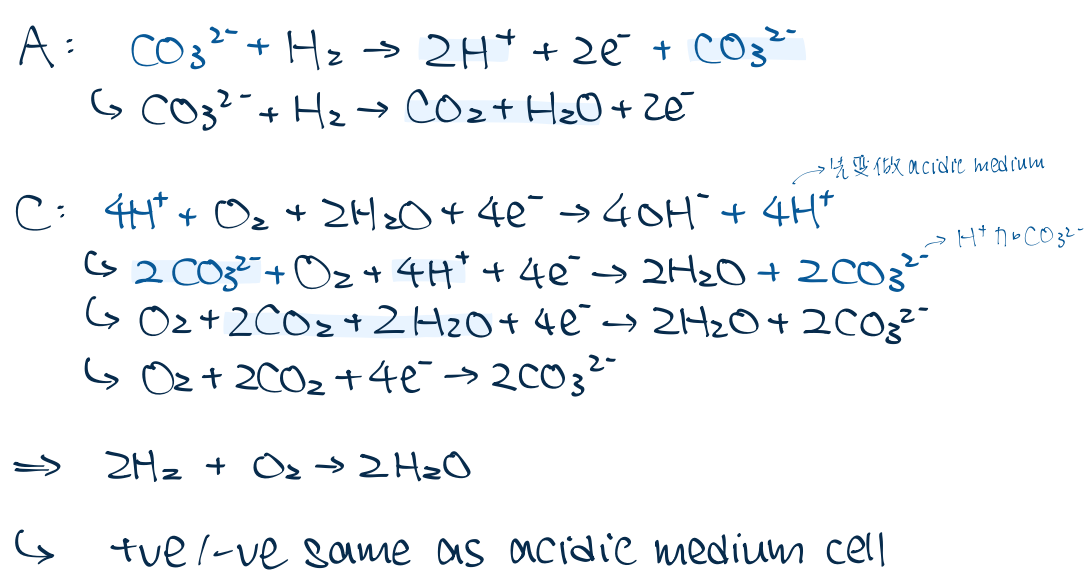 A: CO₃²⁻ + H₂ → 2H⁺ + 2e⁻ + CO₃²⁻
↳ CO₃²⁻ + H₂ → CO₂ + H₂O + 2e⁻
→ 先變做 acidic medium
C: 4H⁺ + O₂ + 2H₂O + 4e⁻ → 4OH⁻ + 4H⁺
→ H⁺ 加 CO₃²⁻
↳ 2CO₃²⁻ + O₂ + 4H⁺ + 4e⁻ → 2H₂O + 2CO₃²⁻
↳ O₂ + 2CO₂ + 2H₂O + 4e⁻ → 2H₂O + 2CO₃²⁻
↳ O₂ + 2CO₂ + 4e⁻ → 2CO₃²⁻
⇒ 2H₂ + O₂ → 2H₂O
↳ +ve/-ve same as acidic medium cell